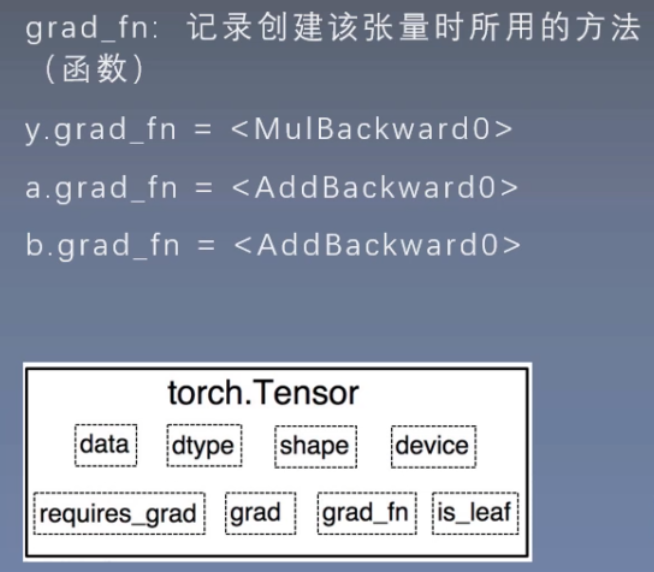 grad_fn: 记录创建该张量时所用的方法
（函数）
y.grad_fn = <MulBackward0>
a.grad_fn = <AddBackward0>
b.grad_fn = <AddBackward0>
torch.Tensor
data dtype shape device
requires_grad grad grad_fn is_leaf